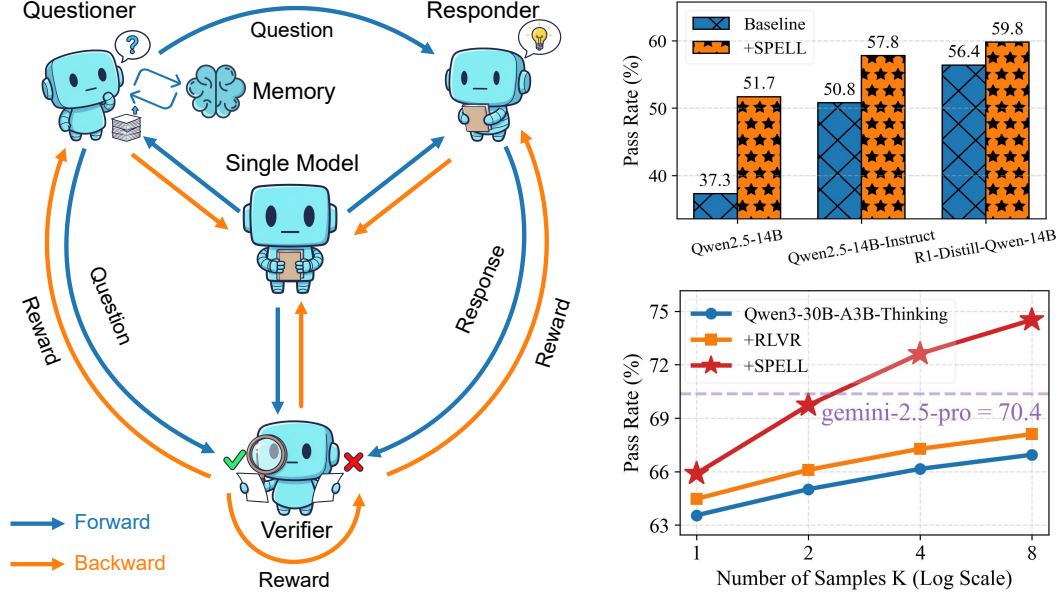 Questioner
Responder
Question
?
Memory
Single Model
Question
Reward
Response
Reward
Verifier
Reward
Forward
Backward
Baseline
+SPELL
Pass Rate (%)
60
50
40
37.3
51.7
50.8
57.8
56.4
59.8
Qwen2.5-14B
Qwen2.5-14B-Instruct
R1-Distill-Qwen-14B
Qwen3-30B-A3B-Thinking
+RLVR
+SPELL
gemini-2.5-pro = 70.4
Pass Rate (%)
75
72
69
66
63
1
2
4
8
Number of Samples K (Log Scale)